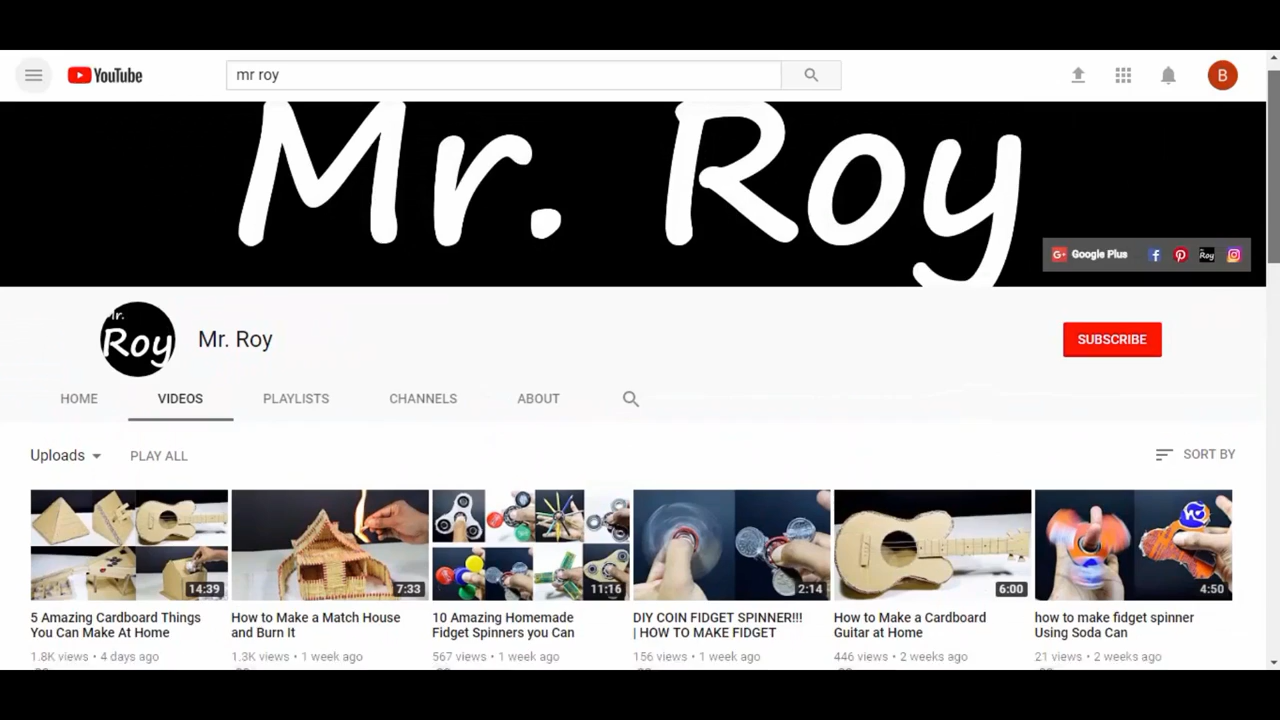 YouTube
mr roy
B
Mr. Roy
Google Plus
Roy
Mr.
Roy
Mr. Roy
SUBSCRIBE
HOME VIDEOS PLAYLISTS CHANNELS ABOUT
Uploads PLAY ALL
SORT BY
14:39 7:33 11:16 2:14 6:00 4:50
5 Amazing Cardboard Things
You Can Make At Home
1.8K views • 4 days ago
How to Make a Match House
and Burn It
1.3K views • 1 week ago
10 Amazing Homemade
Fidget Spinners you Can
567 views • 1 week ago
DIY COIN FIDGET SPINNER!!!
| HOW TO MAKE FIDGET
156 views • 1 week ago
How to Make a Cardboard
Guitar at Home
446 views • 2 weeks ago
how to make fidget spinner
Using Soda Can
21 views • 2 weeks ago